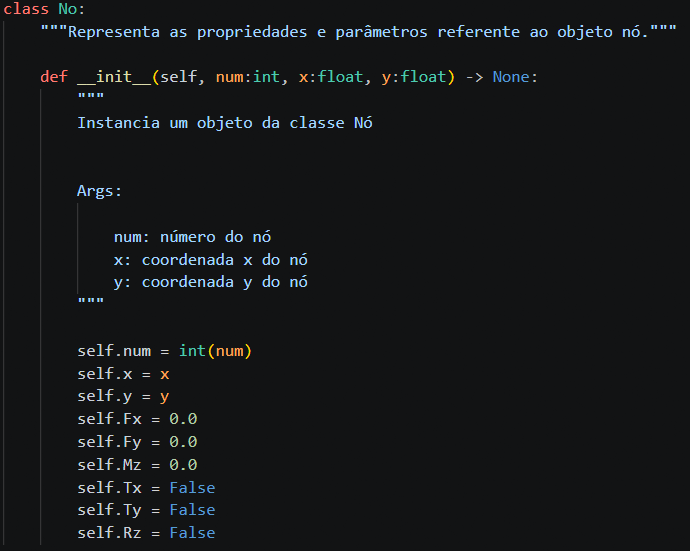 class No:
    """Representa as propriedades e parâmetros referente ao objeto nó."""
    def __init__(self, num:int, x:float, y:float) -> None:
        """
        Instancia um objeto da classe Nó
        Args:
            num: número do nó
            x: coordenada x do nó
            y: coordenada y do nó
        """
        self.num = int(num)
        self.x = x
        self.y = y
        self.Fx = 0.0
        self.Fy = 0.0
        self.Mz = 0.0
        self.Tx = False
        self.Ty = False
        self.Rz = False